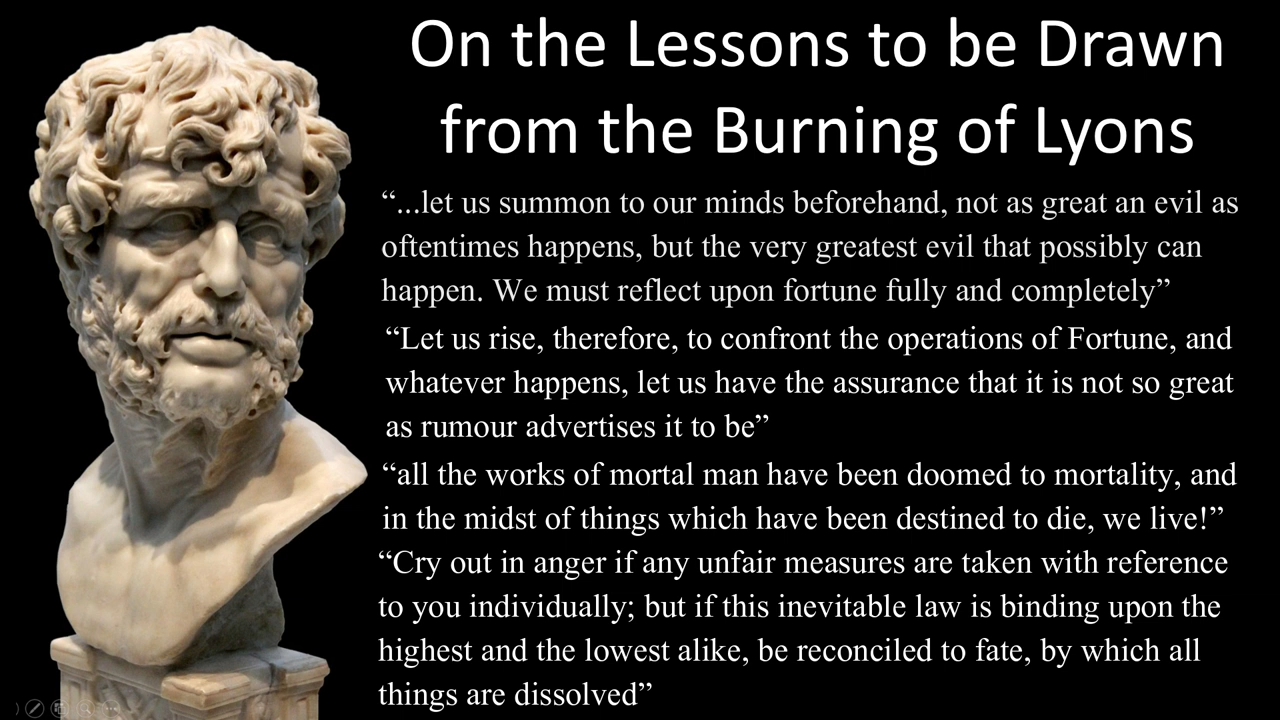 On the Lessons to be Drawn
from the Burning of Lyons
“...let us summon to our minds beforehand, not as great an evil as
oftentimes happens, but the very greatest evil that possibly can
happen. We must reflect upon fortune fully and completely”
“Let us rise, therefore, to confront the operations of Fortune, and
whatever happens, let us have the assurance that it is not so great
as rumour advertises it to be”
“all the works of mortal man have been doomed to mortality, and
in the midst of things which have been destined to die, we live!”
“Cry out in anger if any unfair measures are taken with reference
to you individually; but if this inevitable law is binding upon the
highest and the lowest alike, be reconciled to fate, by which all
things are dissolved”